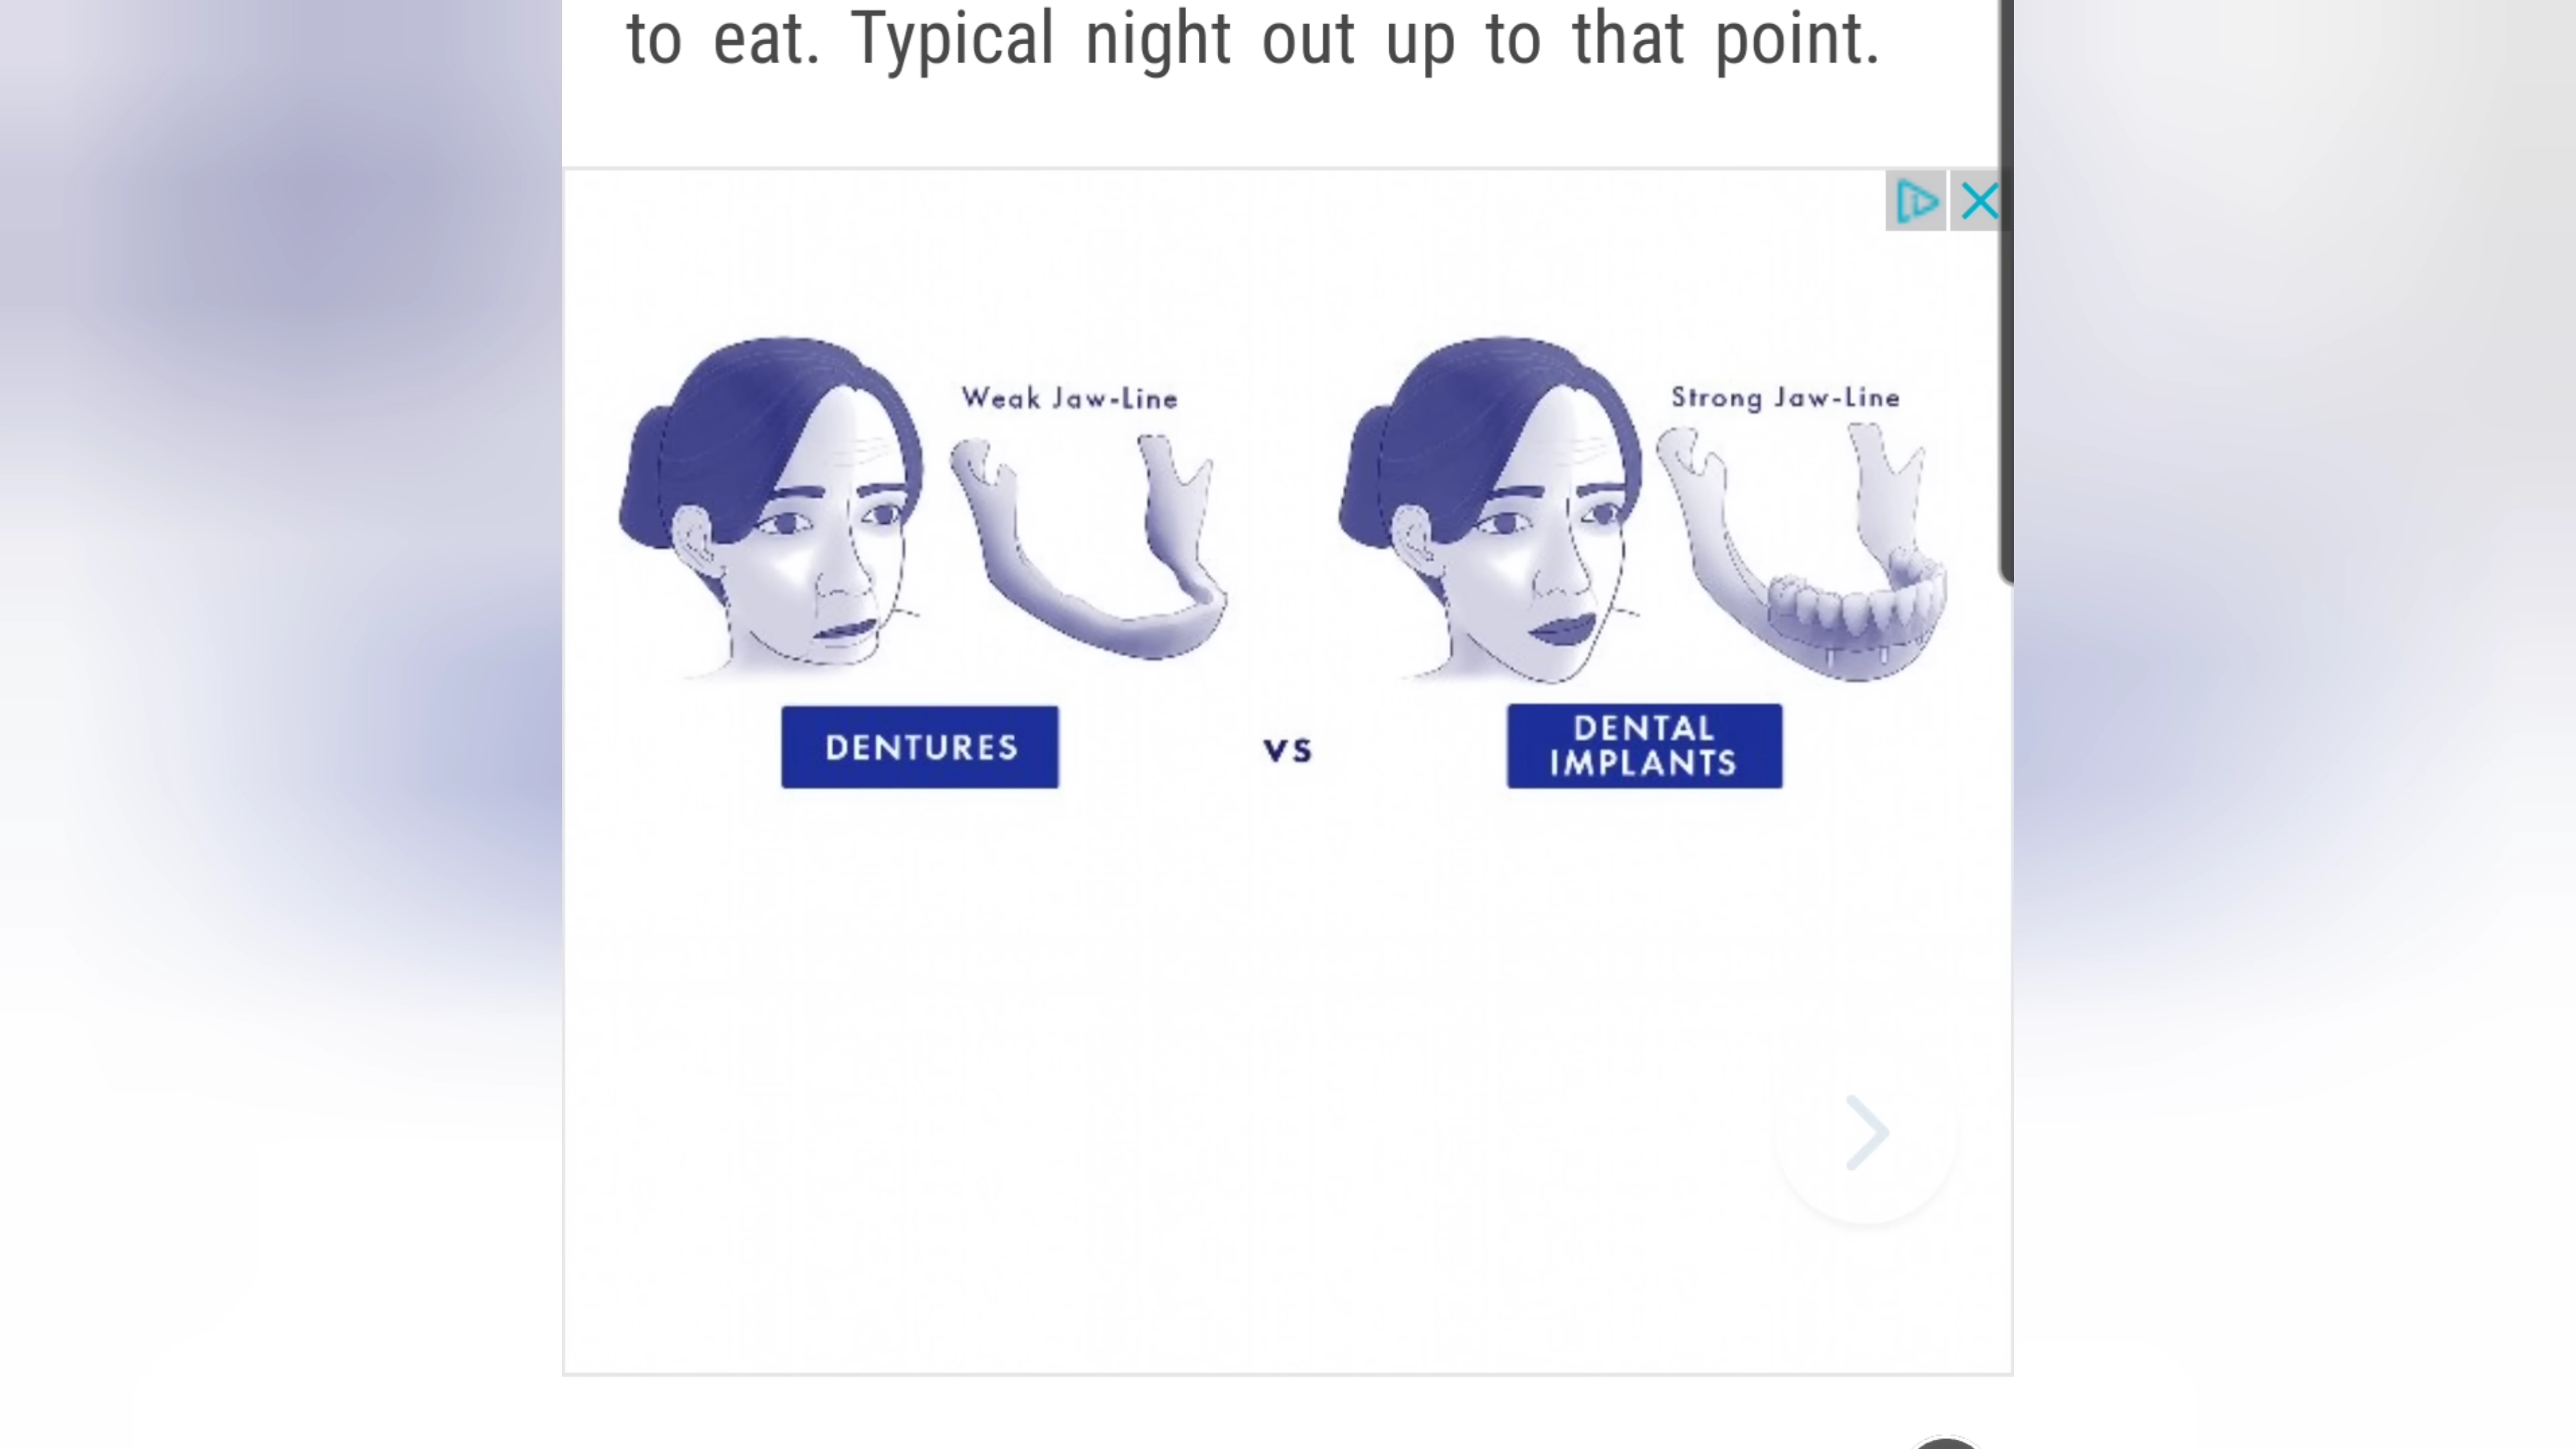 to eat. Typical night out up to that point.
Weak Jaw-Line
Strong Jaw-Line
DENTURES
vs
DENTAL
IMPLANTS